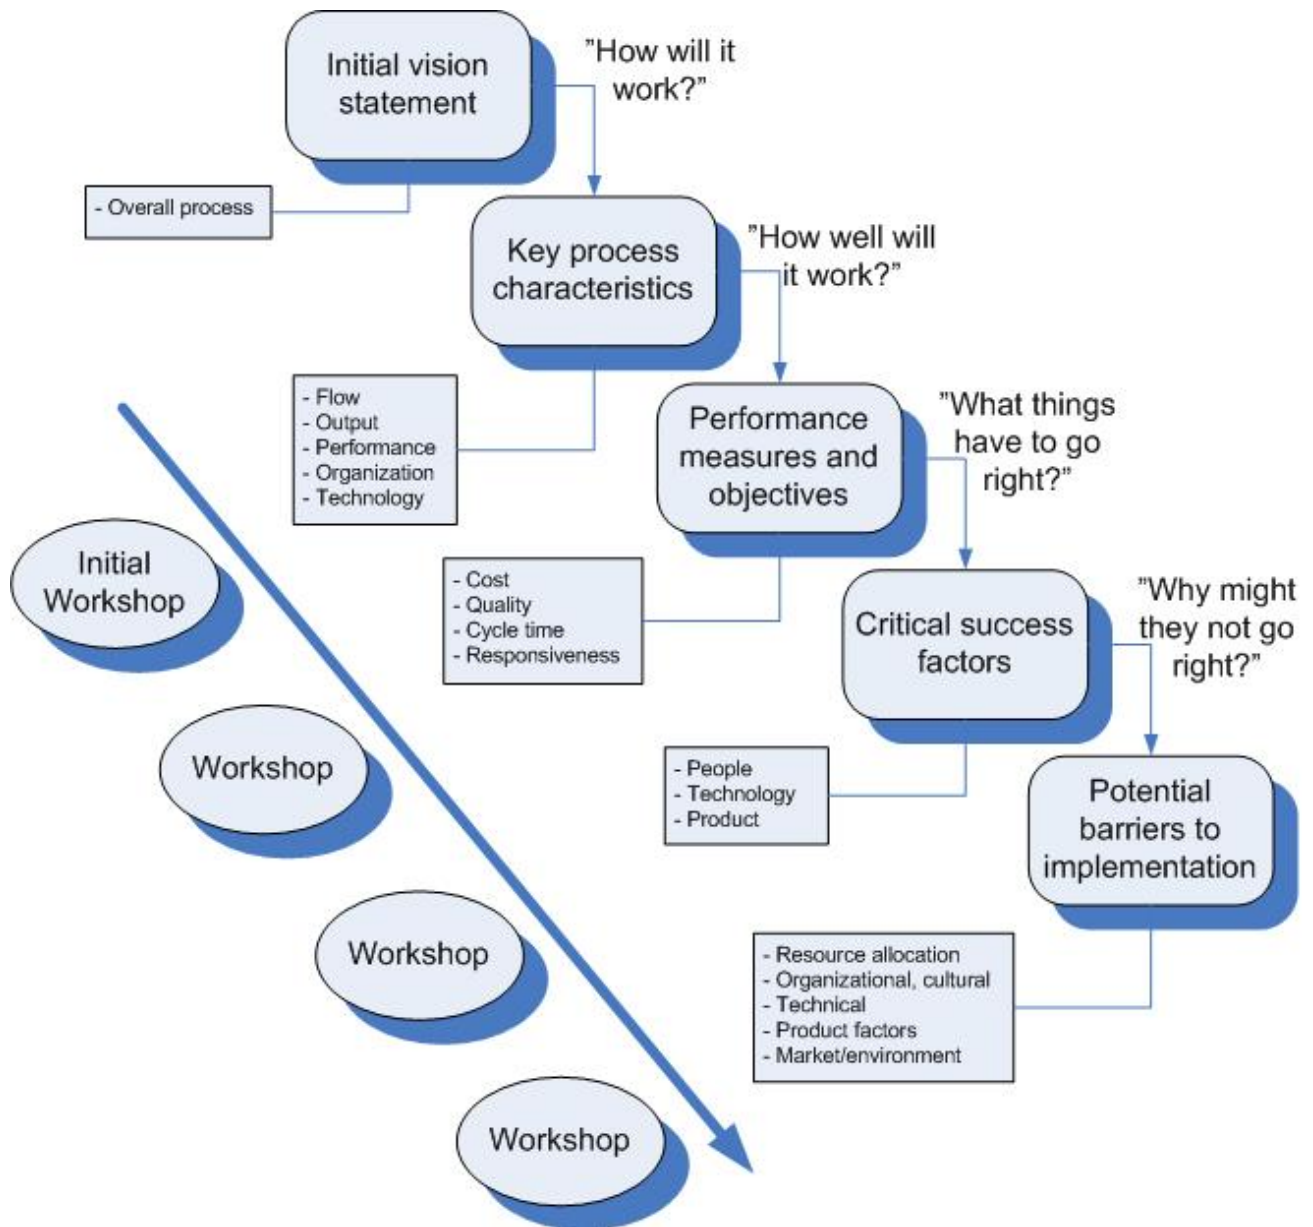 Initial vision
statement
”How will it
work?”
- Overall process
Key process
characteristics
”How well will
it work?”
- Flow
- Output
- Performance
- Organization
- Technology
Performance
measures and
objectives
”What things
have to go
right?”
- Cost
- Quality
- Cycle time
- Responsiveness
Critical success
factors
”Why might
they not go
right?”
- People
- Technology
- Product
Potential
barriers to
implementation
- Resource allocation
- Organizational, cultural
- Technical
- Product factors
- Market/environment
Initial
Workshop
Workshop
Workshop
Workshop